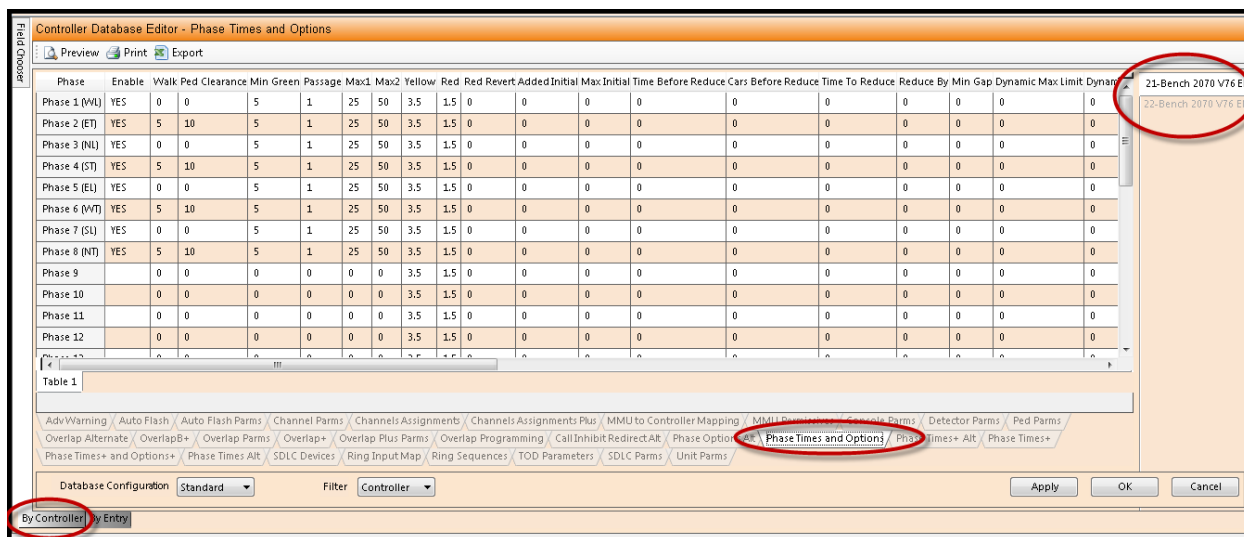 Field Chooser
Controller Database Editor - Phase Times and Options
Preview Print Export
Phase Enable Walk Ped Clearance Min Green Passage Max1 Max2 Yellow Red Red Revert Added Initial Max Initial Time Before Reduce Cars Before Reduce Time To Reduce Reduce By Min Gap Dynamic Max Limit Dynam
21-Bench 2070 V76 E
Phase 1 (WL) YES 0 0 5 1 25 50 3.5 1.5 0 0 0 0 0 0 0 0 0 0
22-Bench 2070 V76 E
Phase 2 (ET) YES 5 10 5 1 25 50 3.5 1.5 0 0 0 0 0 0 0 0 0 0
Phase 3 (NL) YES 0 0 5 1 25 50 3.5 1.5 0 0 0 0 0 0 0 0 0 0
Phase 4 (ST) YES 5 10 5 1 25 50 3.5 1.5 0 0 0 0 0 0 0 0 0 0
Phase 5 (EL) YES 0 0 5 1 25 50 3.5 1.5 0 0 0 0 0 0 0 0 0 0
Phase 6 (WT) YES 5 10 5 1 25 50 3.5 1.5 0 0 0 0 0 0 0 0 0 0
Phase 7 (SL) YES 0 0 5 1 25 50 3.5 1.5 0 0 0 0 0 0 0 0 0 0
Phase 8 (NT) YES 5 10 5 1 25 50 3.5 1.5 0 0 0 0 0 0 0 0 0 0
Phase 9 0 0 0 0 0 0 3.5 1.5 0 0 0 0 0 0 0 0 0 0
Phase 10 0 0 0 0 0 0 3.5 1.5 0 0 0 0 0 0 0 0 0 0
Phase 11 0 0 0 0 0 0 3.5 1.5 0 0 0 0 0 0 0 0 0 0
Phase 12 0 0 0 0 0 0 3.5 1.5 0 0 0 0 0 0 0 0 0 0
Table 1
Adv Warning Auto Flash Auto Flash Parms Channel Parms Channels Assignments Channels Assignments Plus MMU to Controller Mapping MMU Permissives Console Parms Detector Parms Ped Parms
Overlap Alternate OverlapB+ Overlap Parms Overlap+ Overlap Plus Parms Overlap Programming Call Inhibit Redirect Alt Phase Option Alt Phase Times and Options Phase Times+ Alt Phase Times+
Phase Times+ and Options+ Phase Times Alt SDLC Devices Ring Input Map Ring Sequences TOD Parameters SDLC Parms Unit Parms
Database Configuration Standard Filter Controller Apply OK Cancel
By Controller By Entry